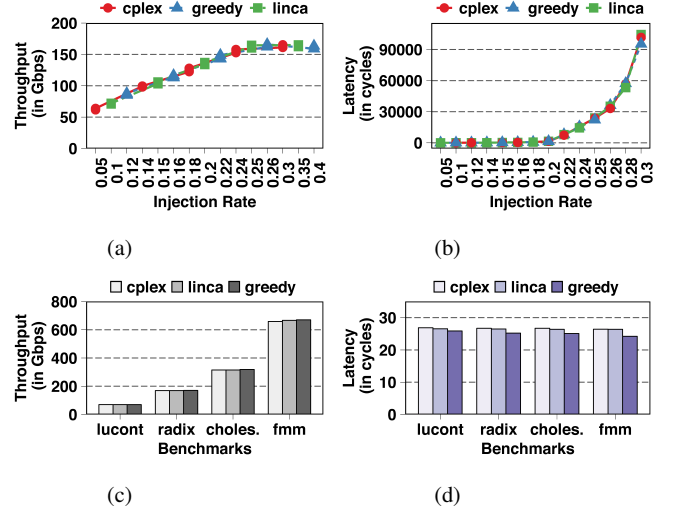 cplex greedy linca
Throughput
(in Gbps)
200
150
100
50
0
0.05
0.1
0.12
0.14
0.15
0.16
0.18
0.2
0.22
0.24
0.25
0.26
0.3
0.35
0.4
Injection Rate
(a)
cplex greedy linca
Latency
(in cycles)
90000
60000
30000
0
0.05
0.1
0.12
0.14
0.15
0.16
0.18
0.2
0.22
0.24
0.25
0.26
0.28
0.3
Injection Rate
(b)
cplex linca greedy
Throughput
(in Gbps)
800
600
400
200
0
lucont radix choles. fmm
Benchmarks
(c)
cplex linca greedy
Latency
(in cycles)
30
20
10
0
lucont radix choles. fmm
Benchmarks
(d)